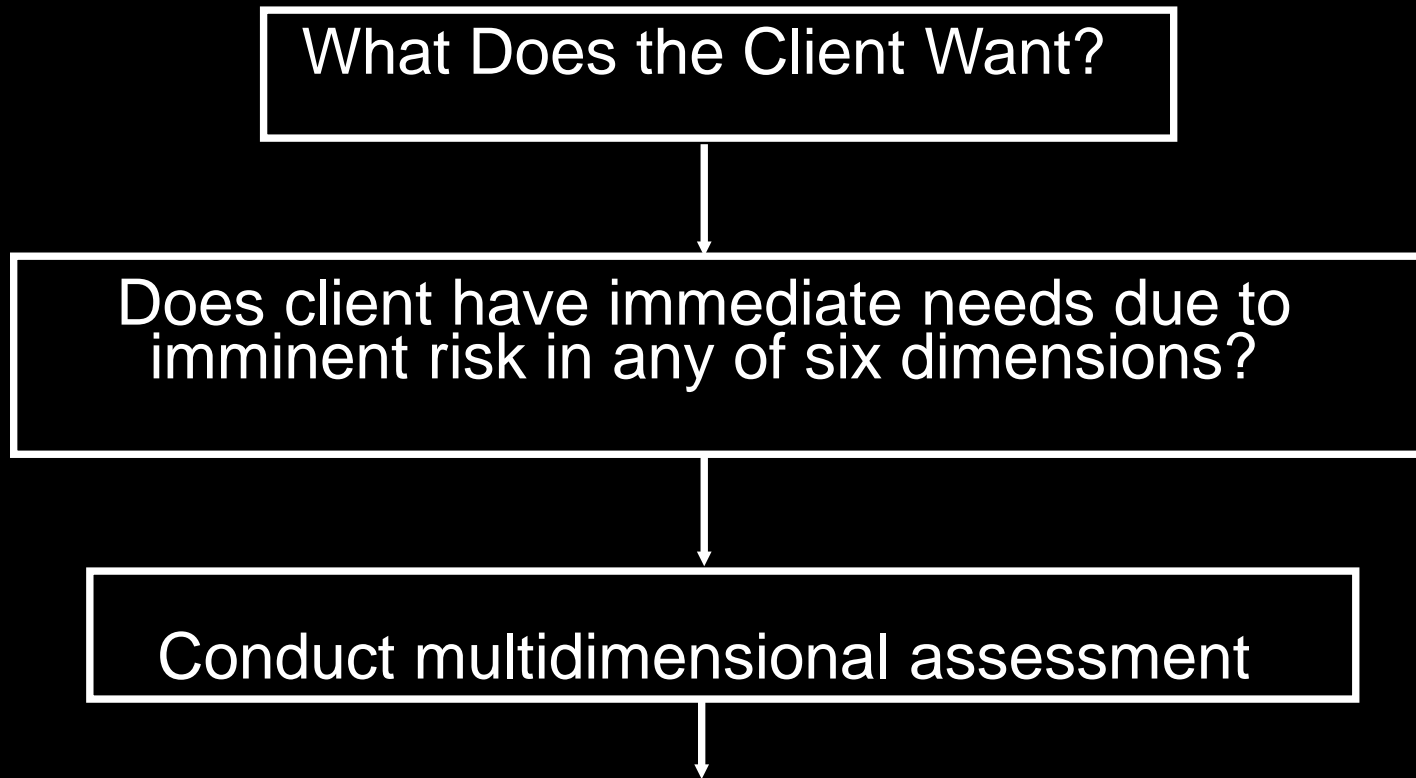 What Does the Client Want?
Does client have immediate needs due to
imminent risk in any of six dimensions?
Conduct multidimensional assessment